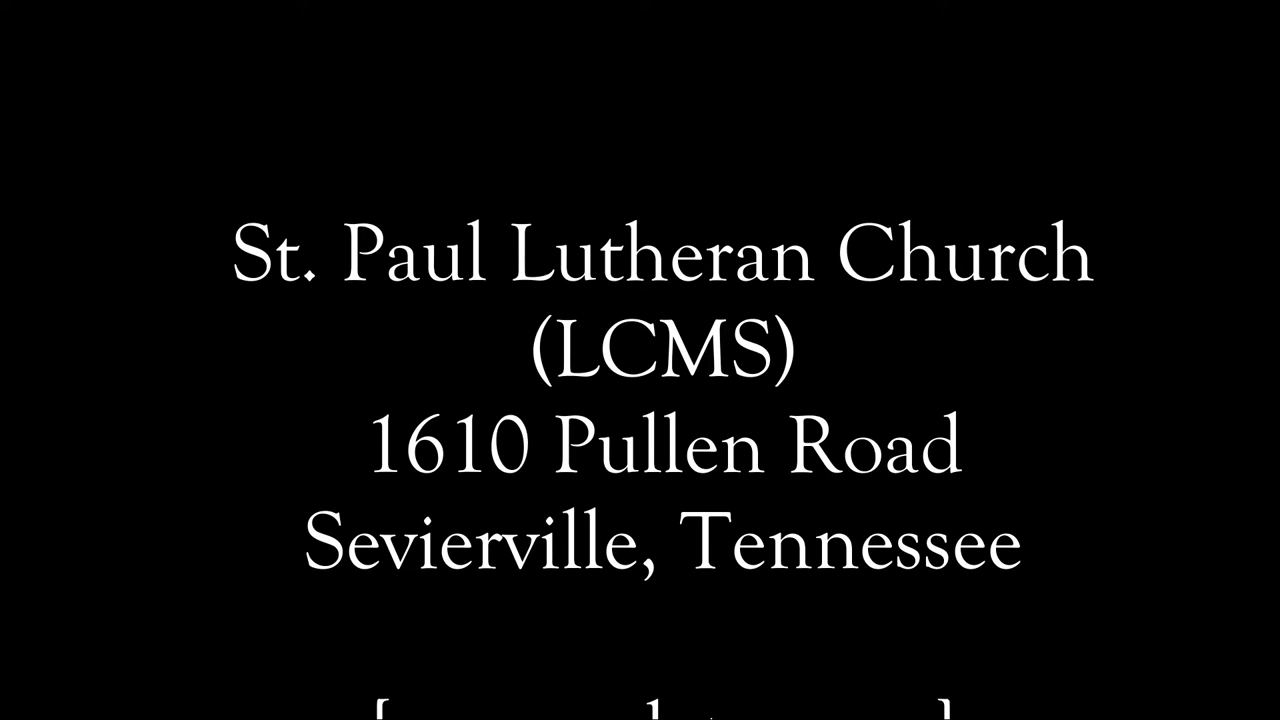 St. Paul Lutheran Church
(LCMS)
1610 Pullen Road
Sevierville, Tennessee